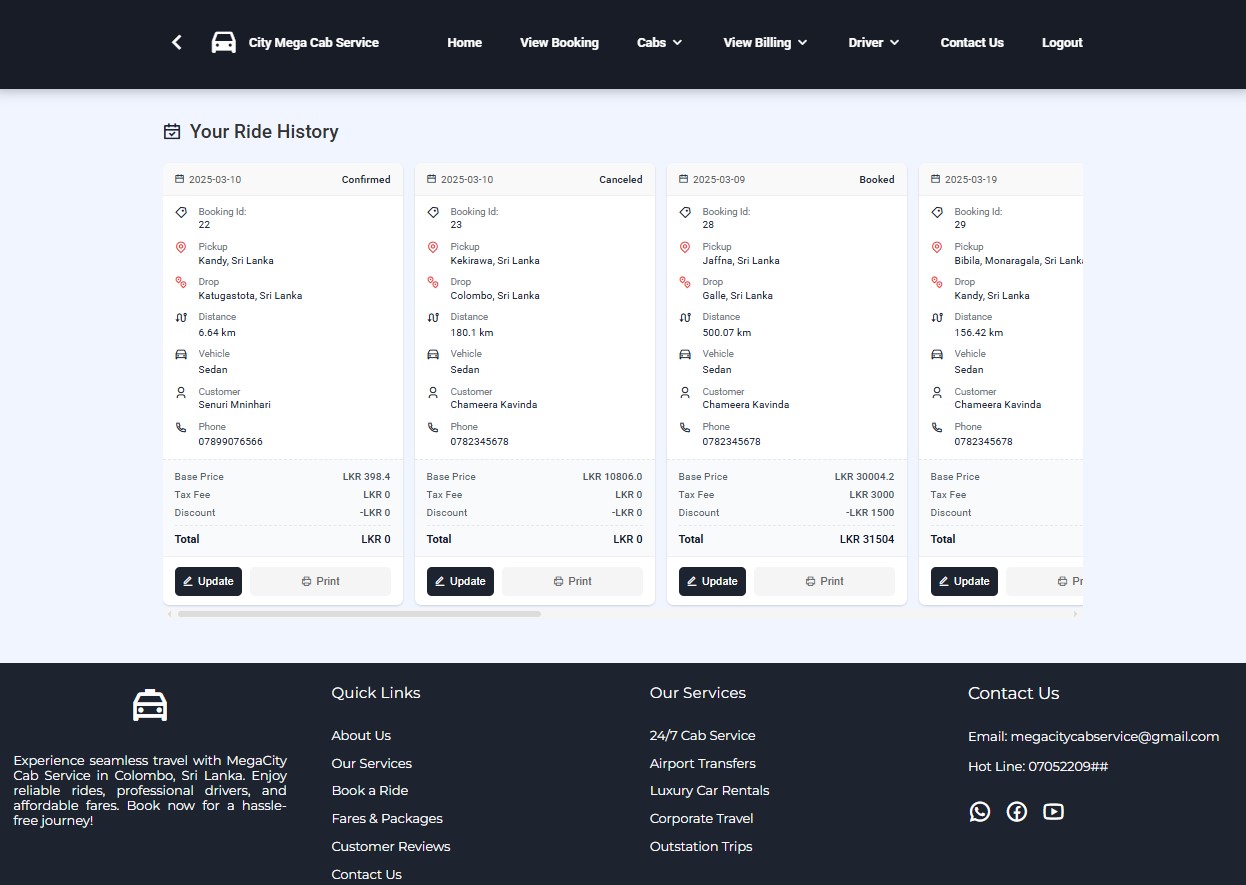 City Mega Cab Service
Home View Booking Cabs View Billing Driver Contact Us Logout
Your Ride History
2025-03-10 Confirmed
Booking Id:
22
Pickup
Kandy, Sri Lanka
Drop
Katugastota, Sri Lanka
Distance
6.64 km
Vehicle
Sedan
Customer
Senuri Mninhari
Phone
07899076566
Base Price LKR 398.4
Tax Fee LKR 0
Discount -LKR 0
Total LKR 0
Update Print
2025-03-10 Canceled
Booking Id:
23
Pickup
Kekirawa, Sri Lanka
Drop
Colombo, Sri Lanka
Distance
180.1 km
Vehicle
Sedan
Customer
Chameera Kavinda
Phone
0782345678
Base Price LKR 10806.0
Tax Fee LKR 0
Discount -LKR 0
Total LKR 0
Update Print
2025-03-09 Booked
Booking Id:
28
Pickup
Jaffna, Sri Lanka
Drop
Galle, Sri Lanka
Distance
500.07 km
Vehicle
Sedan
Customer
Chameera Kavinda
Phone
0782345678
Base Price LKR 30004.2
Tax Fee LKR 3000
Discount -LKR 1500
Total LKR 31504
Update Print
2025-03-19
Booking Id:
29
Pickup
Bibila, Monaragala, Sri Lanka
Drop
Kandy, Sri Lanka
Distance
156.42 km
Vehicle
Sedan
Customer
Chameera Kavinda
Phone
0782345678
Base Price
Tax Fee
Discount
Total
Update Pr
Experience seamless travel with MegaCity
Cab Service in Colombo, Sri Lanka. Enjoy
reliable rides, professional drivers, and
affordable fares. Book now for a hassle-
free journey!
Quick Links
About Us
Our Services
Book a Ride
Fares & Packages
Customer Reviews
Contact Us
Our Services
24/7 Cab Service
Airport Transfers
Luxury Car Rentals
Corporate Travel
Outstation Trips
Contact Us
Email: megacitycabservice@gmail.com
Hot Line: 07052209##